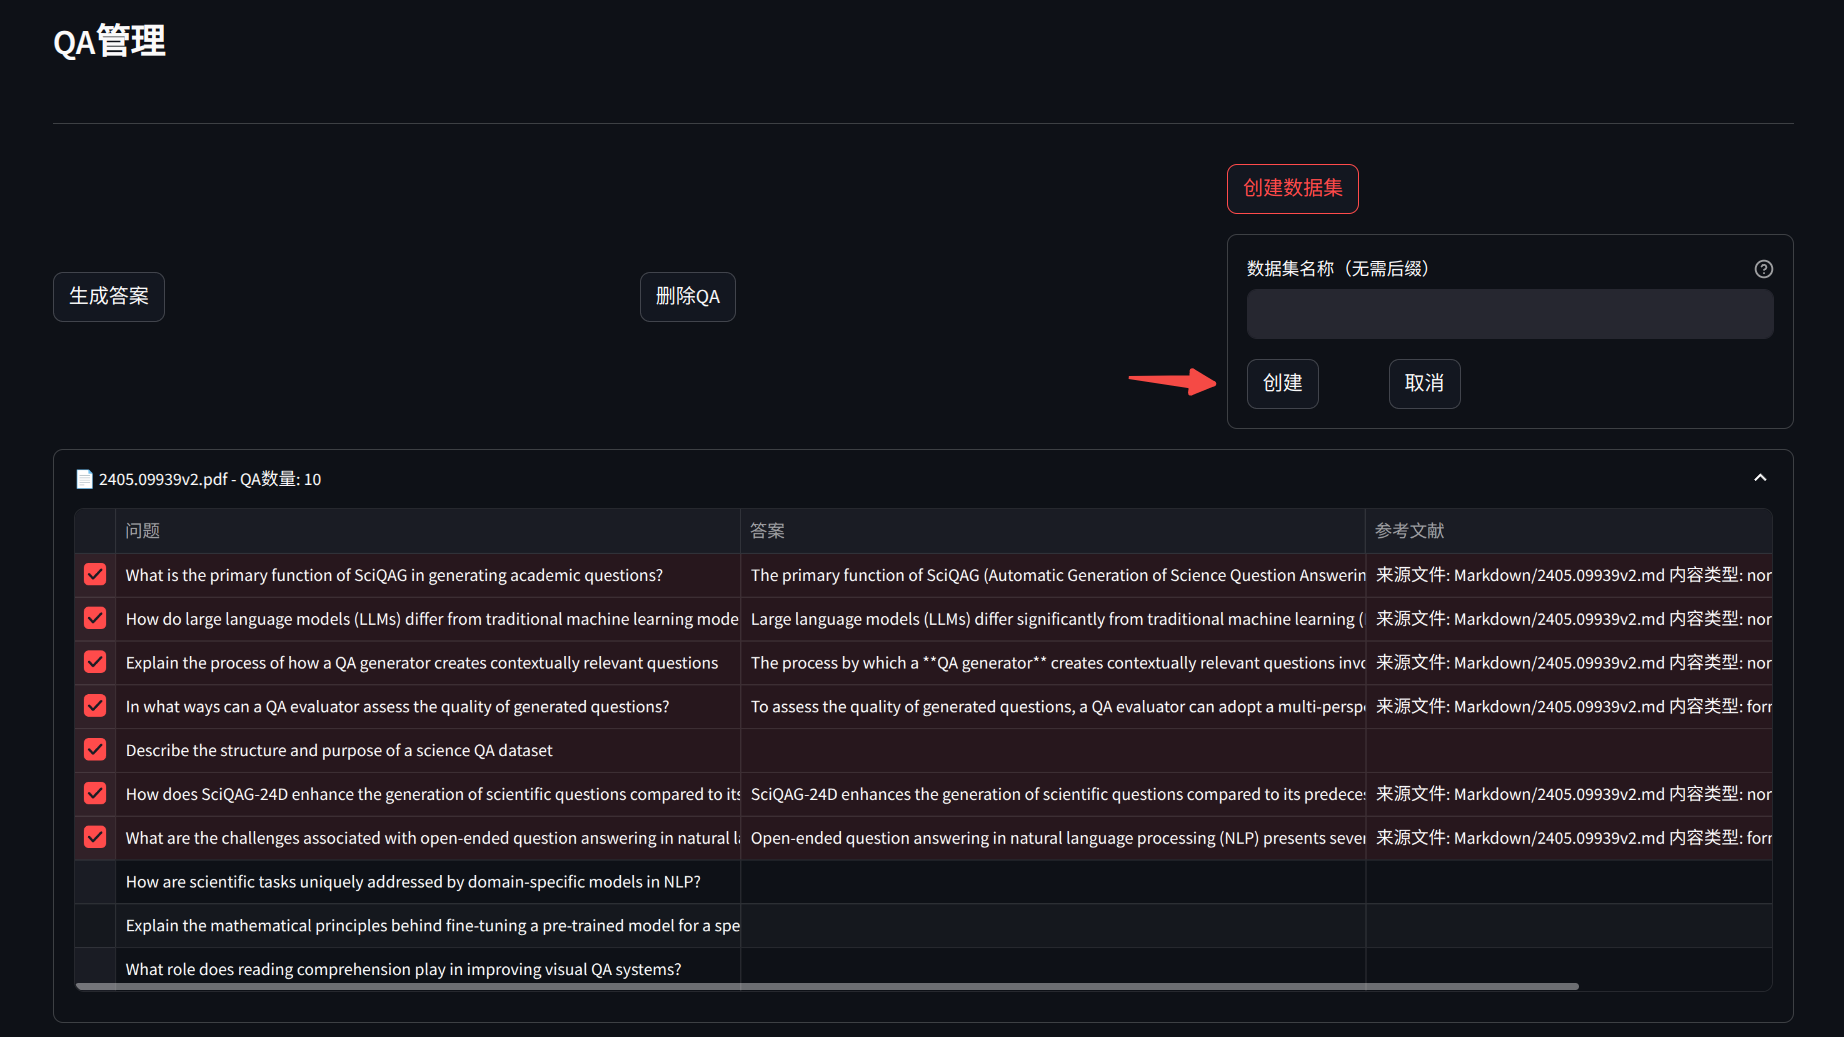 QA管理
创建数据集
数据集名称（无需后缀）
生成答案
删除QA
创建
取消
2405.09939v2.pdf - QA数量: 10
问题 答案 参考文献
What is the primary function of SciQAG in generating academic questions? The primary function of SciQAG (Automatic Generation of Science Question Answerin 来源文件: Markdown/2405.09939v2.md 内容类型: nor
How do large language models (LLMs) differ from traditional machine learning mode Large language models (LLMs) differ significantly from traditional machine learning ( 来源文件: Markdown/2405.09939v2.md 内容类型: nor
Explain the process of how a QA generator creates contextually relevant questions The process by which a **QA generator** creates contextually relevant questions invo 来源文件: Markdown/2405.09939v2.md 内容类型: nor
In what ways can a QA evaluator assess the quality of generated questions? To assess the quality of generated questions, a QA evaluator can adopt a multi-persp 来源文件: Markdown/2405.09939v2.md 内容类型: forr
Describe the structure and purpose of a science QA dataset
How does SciQAG-24D enhance the generation of scientific questions compared to its SciQAG-24D enhances the generation of scientific questions compared to its predeces 来源文件: Markdown/2405.09939v2.md 内容类型: nor
What are the challenges associated with open-ended question answering in natural l Open-ended question answering in natural language processing (NLP) presents sever 来源文件: Markdown/2405.09939v2.md 内容类型: forr
How are scientific tasks uniquely addressed by domain-specific models in NLP?
Explain the mathematical principles behind fine-tuning a pre-trained model for a spe
What role does reading comprehension play in improving visual QA systems?